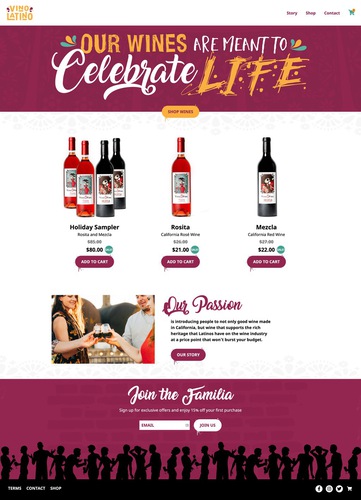 VINO
LATINO
Story
Shop
Contact
OUR WINES ARE MEANT TO
Celebrate LIFE
SHOP WINES
Holiday Sampler
Rosita and Mezcla
$85.00
$80.00
ADD TO CART
Rosita
California Rosé Wine
$26.00
$21.00
ADD TO CART
Mezcla
California Red Wine
$27.00
$22.00
ADD TO CART
Our Passion
is introducing people to not only good wine made
in California, but wine that supports the rich
heritage that Latinos have on the wine industry
at a price point that won't burst your budget.
OUR STORY
Join the Familia
Sign up for exclusive offers and enjoy 15% off your first purchase
EMAIL
JOIN US
TERMS
CONTACT
SHOP